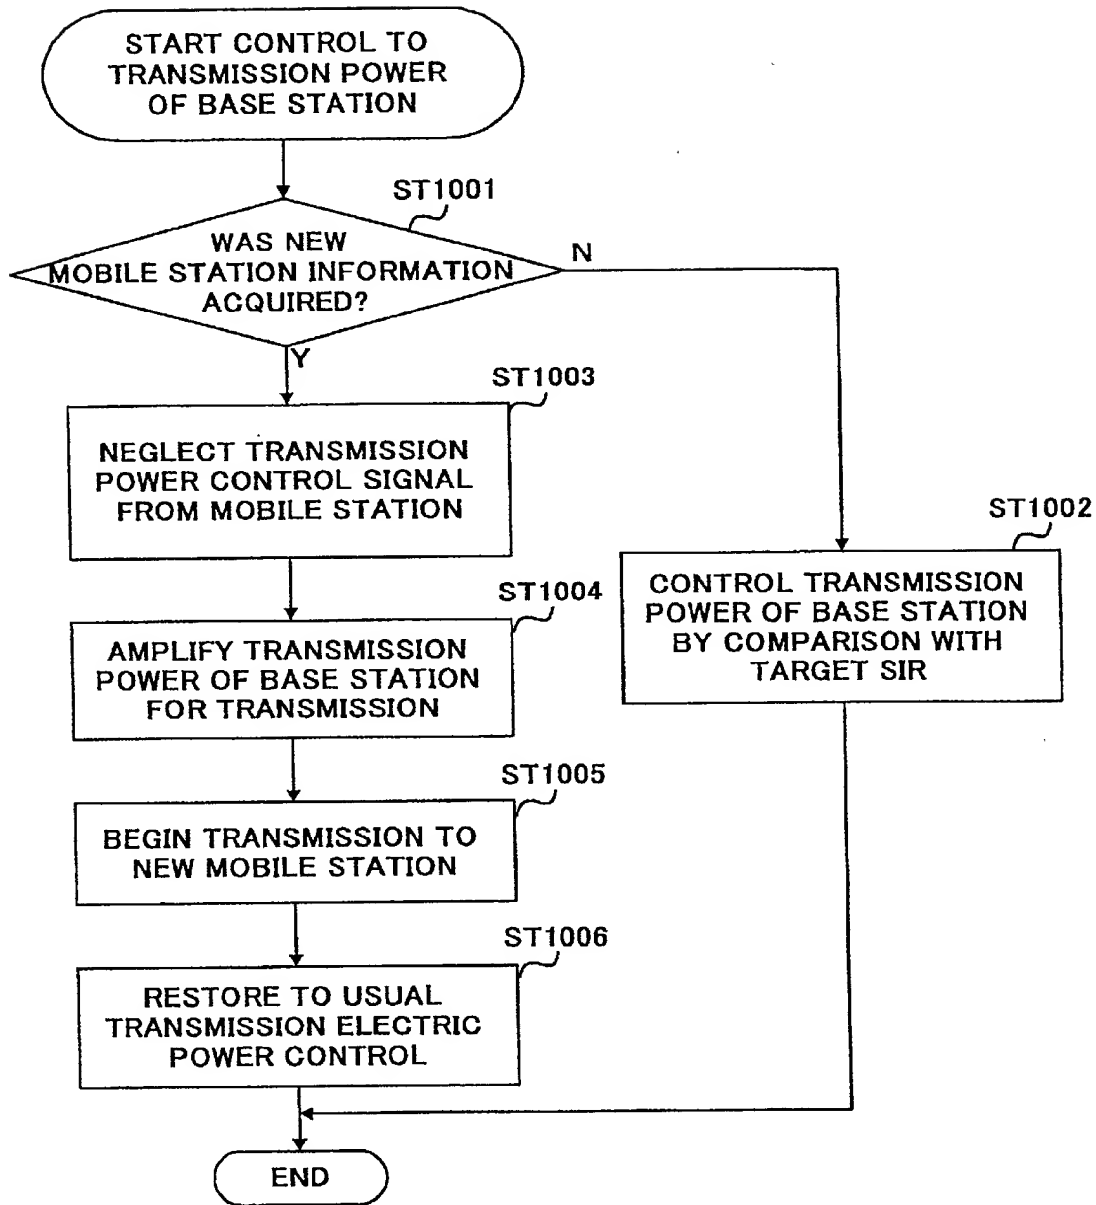 START CONTROL TO
TRANSMISSION POWER
OF BASE STATION
ST1001
WAS NEW
MOBILE STATION INFORMATION
ACQUIRED?
N
Y
ST1003
NEGLECT TRANSMISSION
POWER CONTROL SIGNAL
FROM MOBILE STATION
ST1002
CONTROL TRANSMISSION
POWER OF BASE STATION
BY COMPARISON WITH
TARGET SIR
ST1004
AMPLIFY TRANSMISSION
POWER OF BASE STATION
FOR TRANSMISSION
ST1005
BEGIN TRANSMISSION TO
NEW MOBILE STATION
ST1006
RESTORE TO USUAL
TRANSMISSION ELECTRIC
POWER CONTROL
END